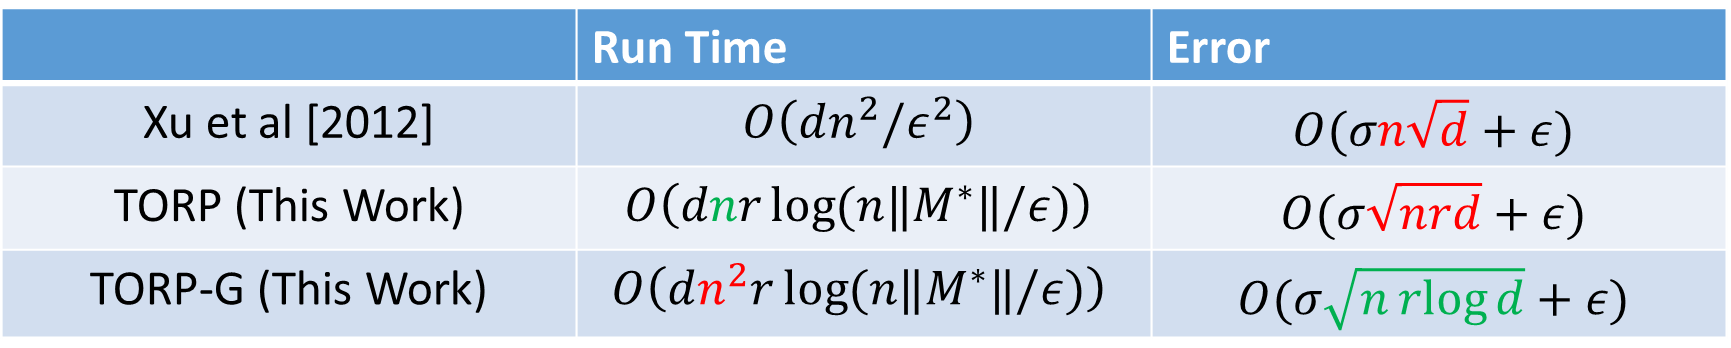 Run Time Error
Xu et al [2012] O(dn²/ϵ²) O(σn√d + ϵ)
TORP (This Work) O(dnr log(n‖M*‖/ϵ)) O(σ√nrd + ϵ)
TORP-G (This Work) O(dn²r log(n‖M*‖/ϵ)) O(σ√n rlog d + ϵ)